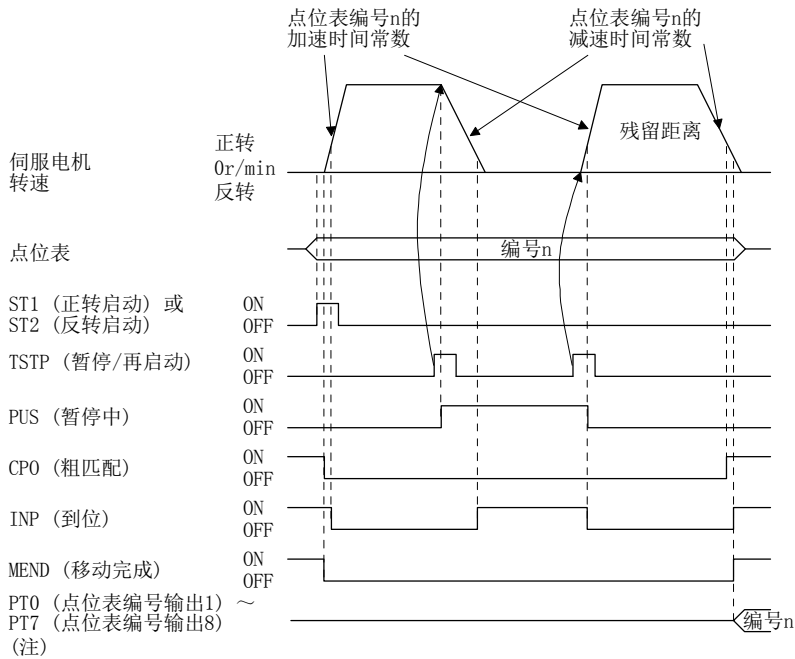 点位表编号n的
加速时间常数
点位表编号n的
减速时间常数
残留距离
伺服电机
转速
正转
0r/min
反转
点位表
编号n
ST1 (正转启动) 或
ST2 (反转启动)
ON
OFF
TSTP (暂停/再启动)
ON
OFF
PUS (暂停中)
ON
OFF
CPO (粗匹配)
ON
OFF
INP (到位)
ON
OFF
MEND (移动完成)
ON
OFF
PT0 (点位表编号输出1) ～
PT7 (点位表编号输出8)
(注)
编号n